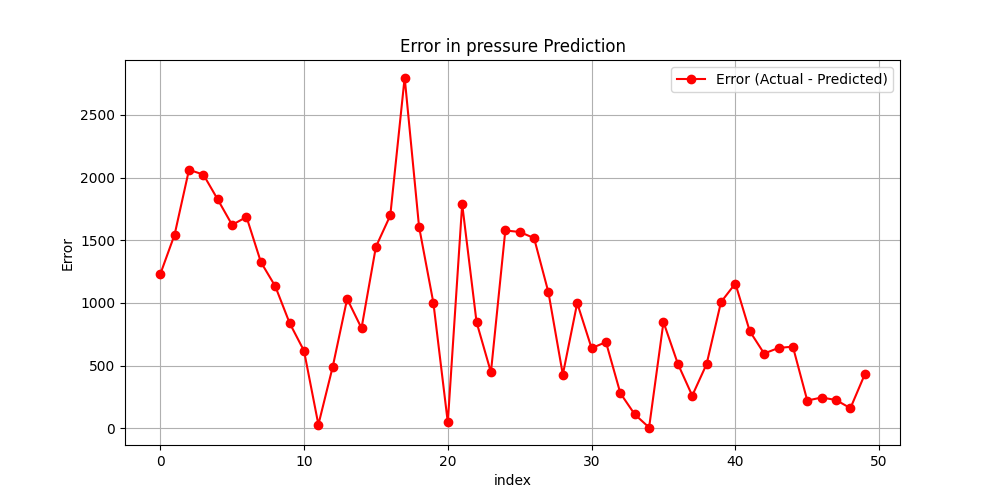 Error in pressure Prediction
Error (Actual - Predicted)
2500
2000
1500
1000
500
0
Error
0 10 20 30 40 50
index